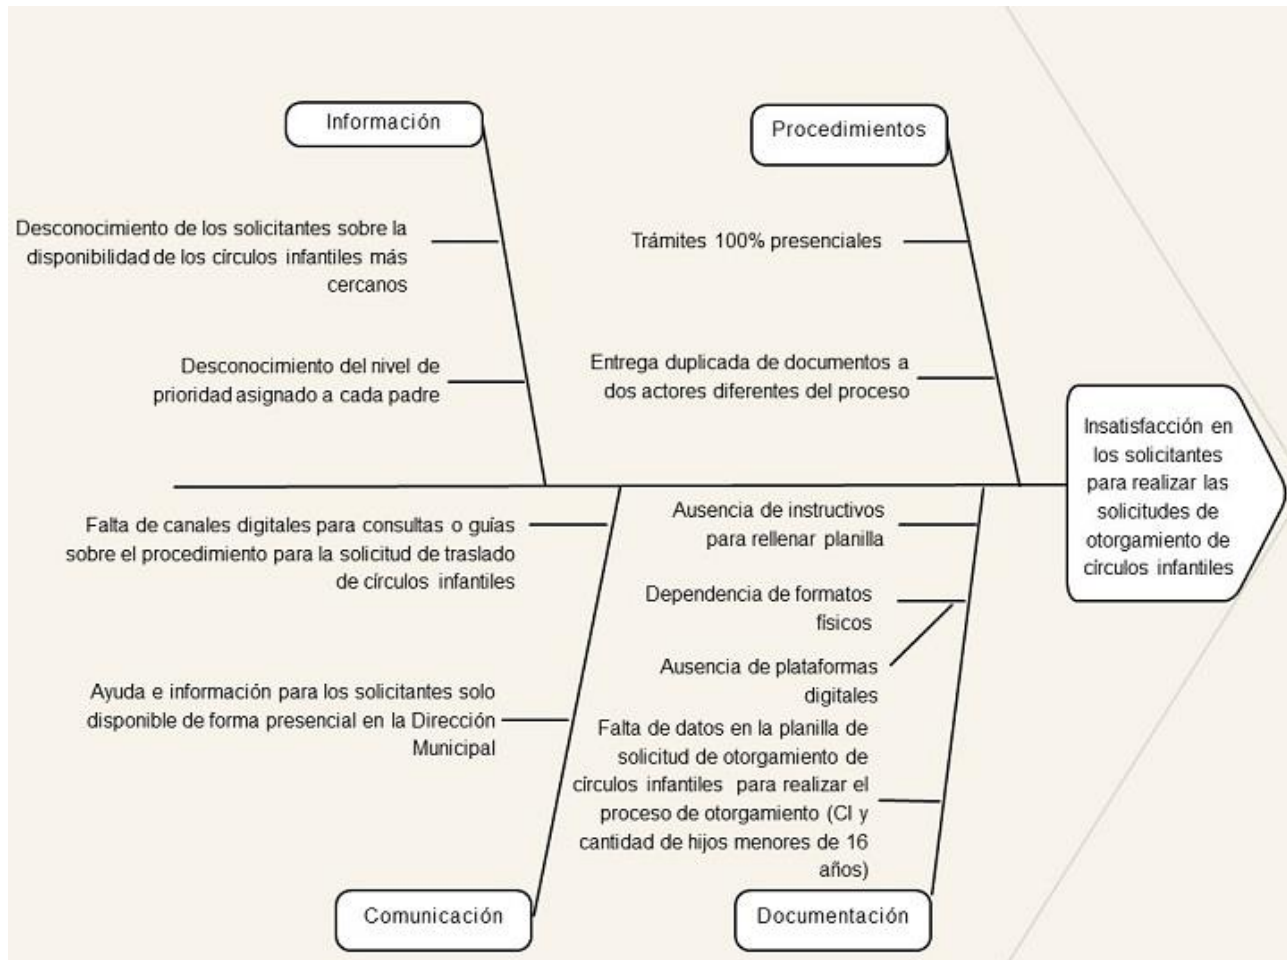 Información
Procedimientos
Desconocimiento de los solicitantes sobre la
disponibilidad de los círculos infantiles más
cercanos
Trámites 100% presenciales
Desconocimiento del nivel de
prioridad asignado a cada padre
Entrega duplicada de documentos a
dos actores diferentes del proceso
Insatisfacción en
los solicitantes
para realizar las
solicitudes de
otorgamiento de
círculos infantiles
Falta de canales digitales para consultas o guías
sobre el procedimiento para la solicitud de traslado
de círculos infantiles
Ausencia de instructivos
para rellenar planilla
Dependencia de formatos
físicos
Ausencia de plataformas
digitales
Ayuda e información para los solicitantes solo
disponible de forma presencial en la Dirección
Municipal
Falta de datos en la planilla de
solicitud de otorgamiento de
círculos infantiles para realizar el
proceso de otorgamiento (CI y
cantidad de hijos menores de 16
años)
Comunicación
Documentación